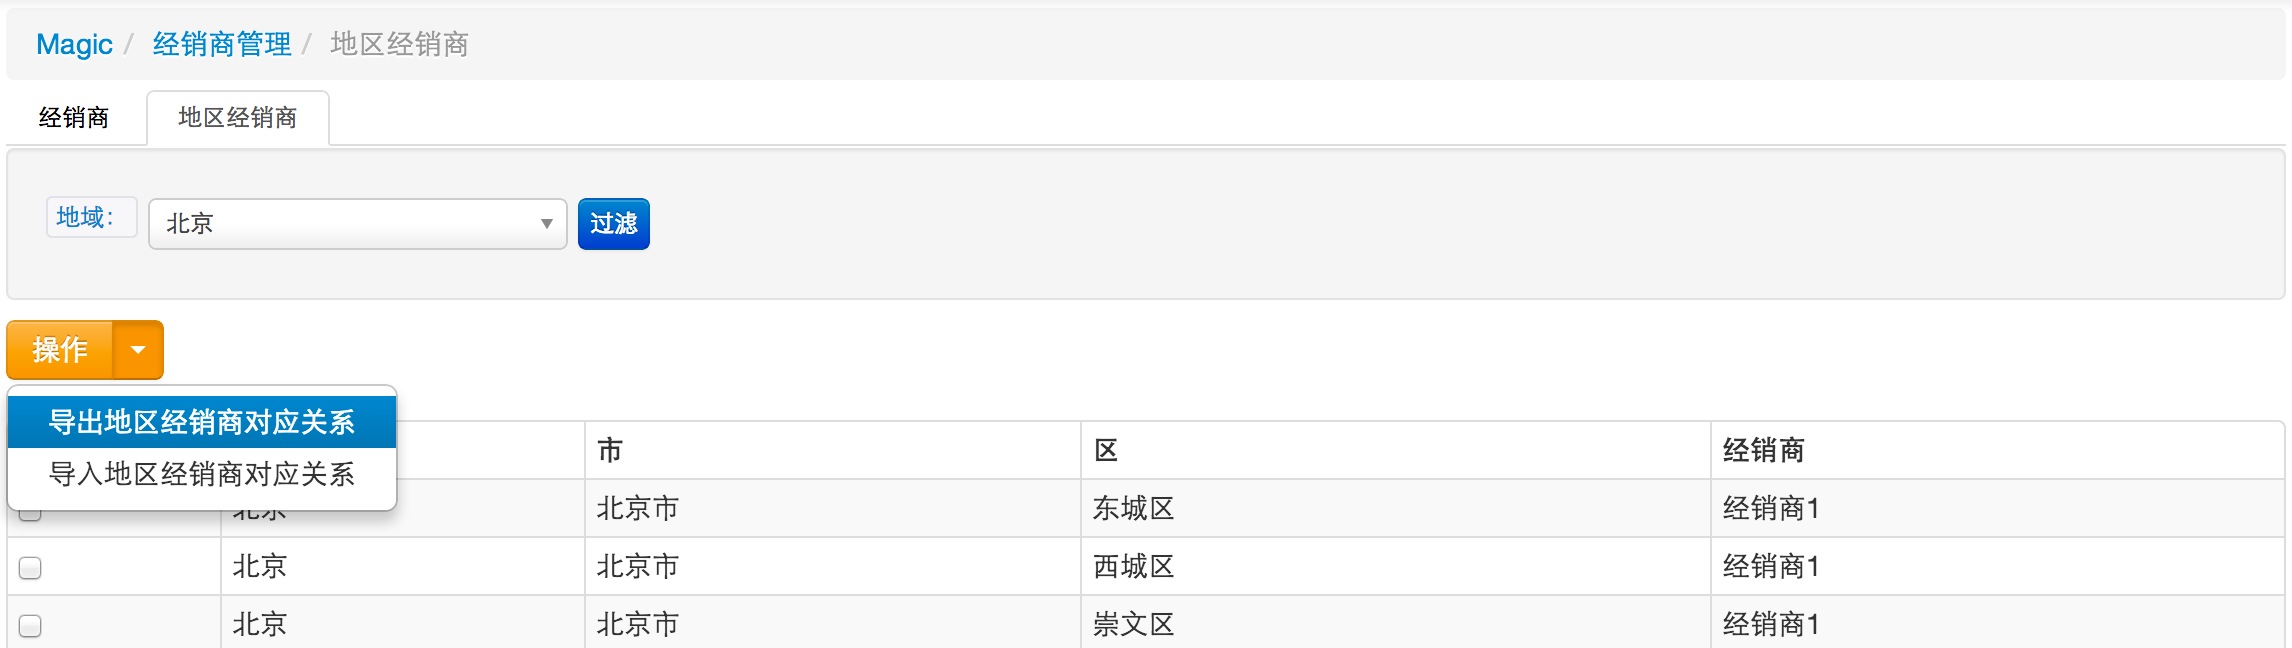 Magic / 经销商管理 / 地区经销商
经销商 地区经销商
地域： 北京 过滤
操作
导出地区经销商对应关系
导入地区经销商对应关系
市 区 经销商
北京 北京市 东城区 经销商1
北京 北京市 西城区 经销商1
北京 北京市 崇文区 经销商1